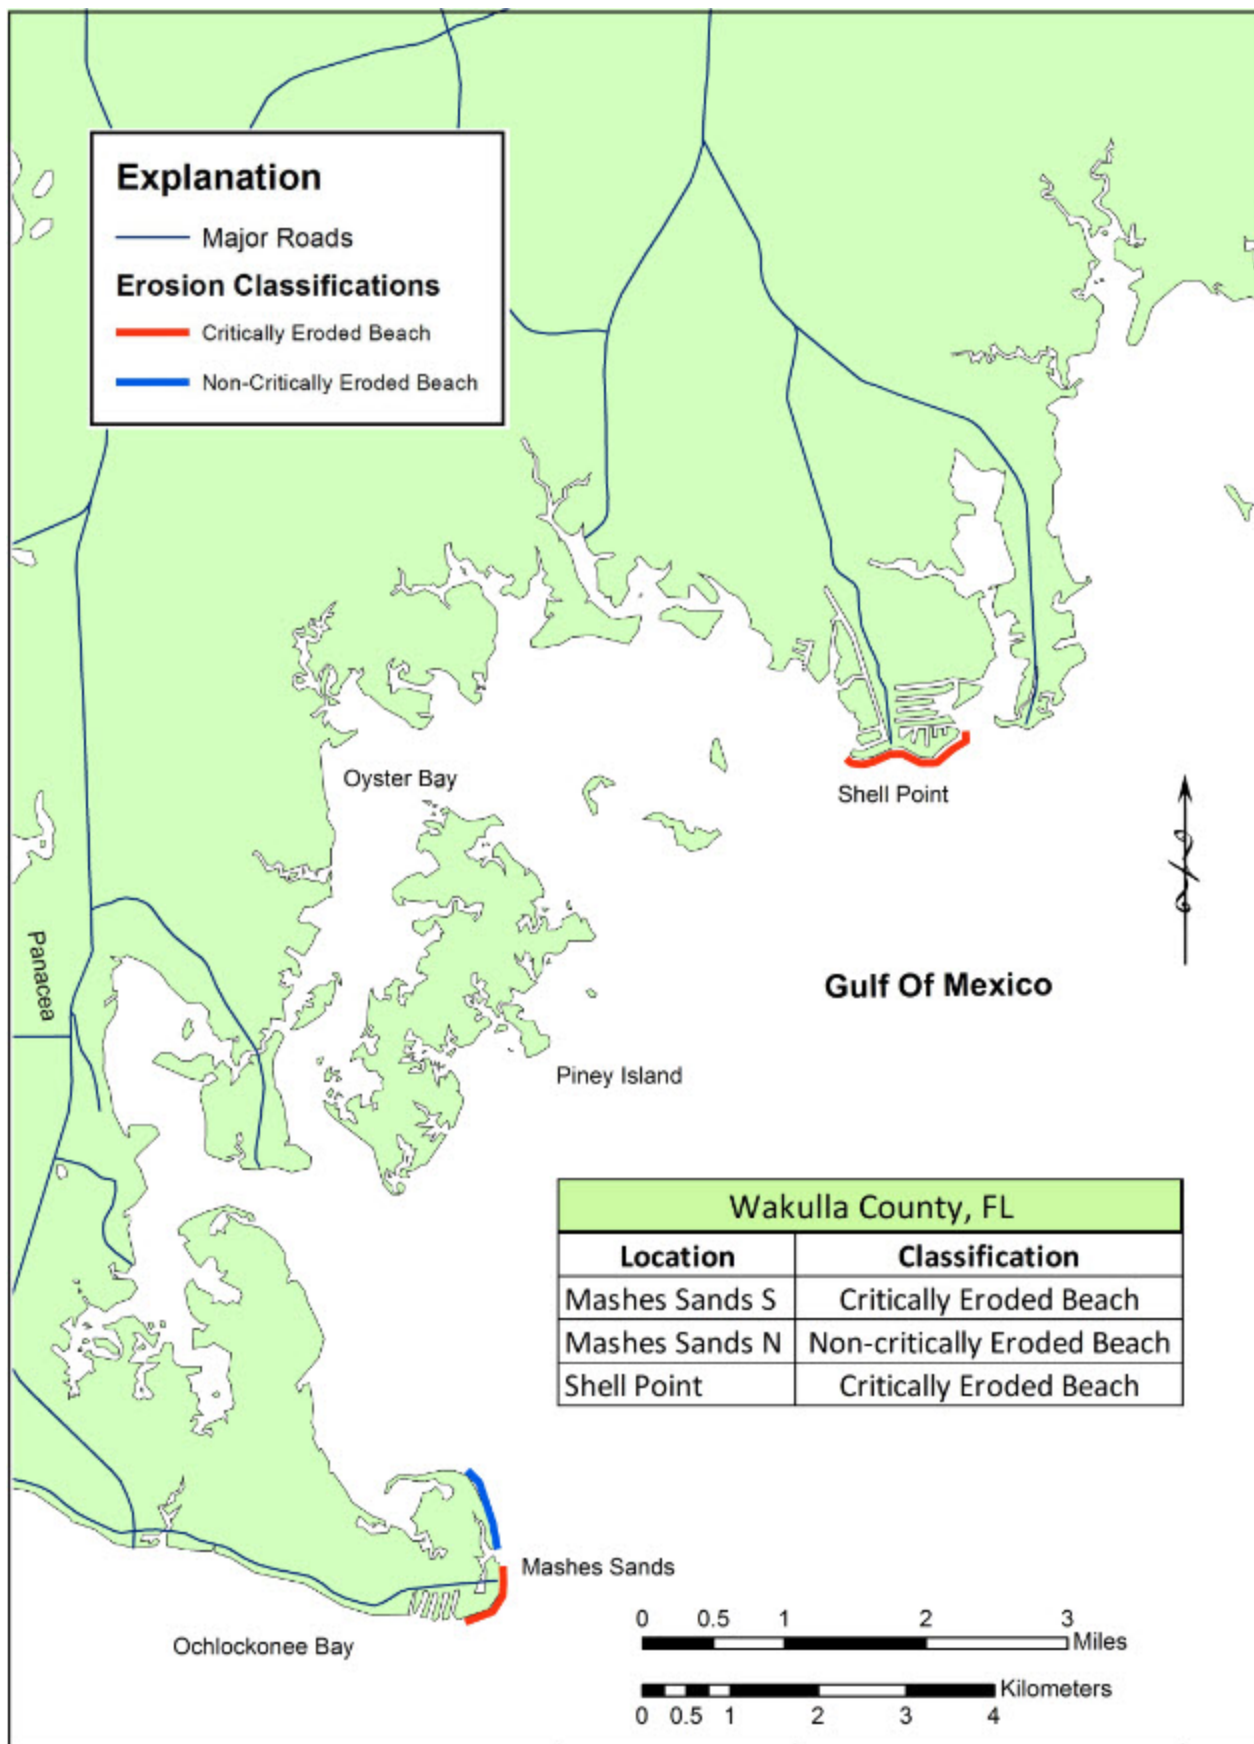 Explanation
Major Roads
Erosion Classifications
Critically Eroded Beach
Non-Critically Eroded Beach
Oyster Bay
Shell Point
Panacea
Gulf Of Mexico
Piney Island
Wakulla County, FL
Location Classification
Mashes Sands S Critically Eroded Beach
Mashes Sands N Non-critically Eroded Beach
Shell Point Critically Eroded Beach
Mashes Sands
Ochlockonee Bay
0 0.5 1 2 3
Miles
Kilometers
0 0.5 1 2 3 4